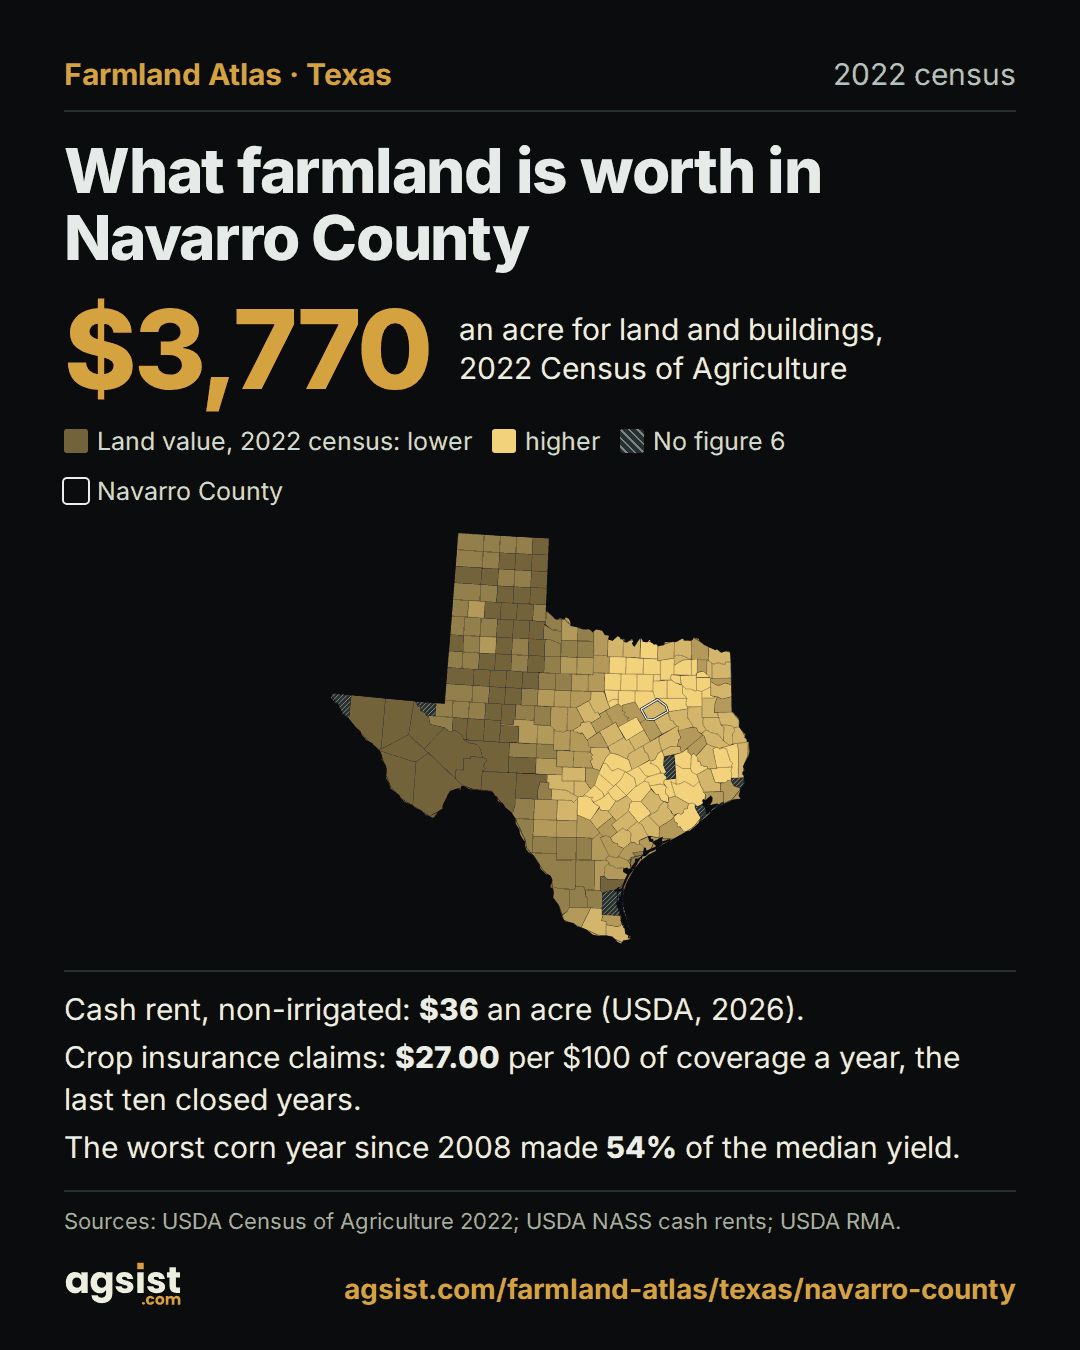 Farmland Atlas · Texas
2022 census
What farmland is worth in
Navarro County
$3,770
an acre for land and buildings,
2022 Census of Agriculture
Land value, 2022 census: lower
higher
No figure 6
Navarro County
Cash rent, non-irrigated: $36 an acre (USDA, 2026).
Crop insurance claims: $27.00 per $100 of coverage a year, the
last ten closed years.
The worst corn year since 2008 made 54% of the median yield.
Sources: USDA Census of Agriculture 2022; USDA NASS cash rents; USDA RMA.
agsist
.com
agsist.com/farmland-atlas/texas/navarro-county